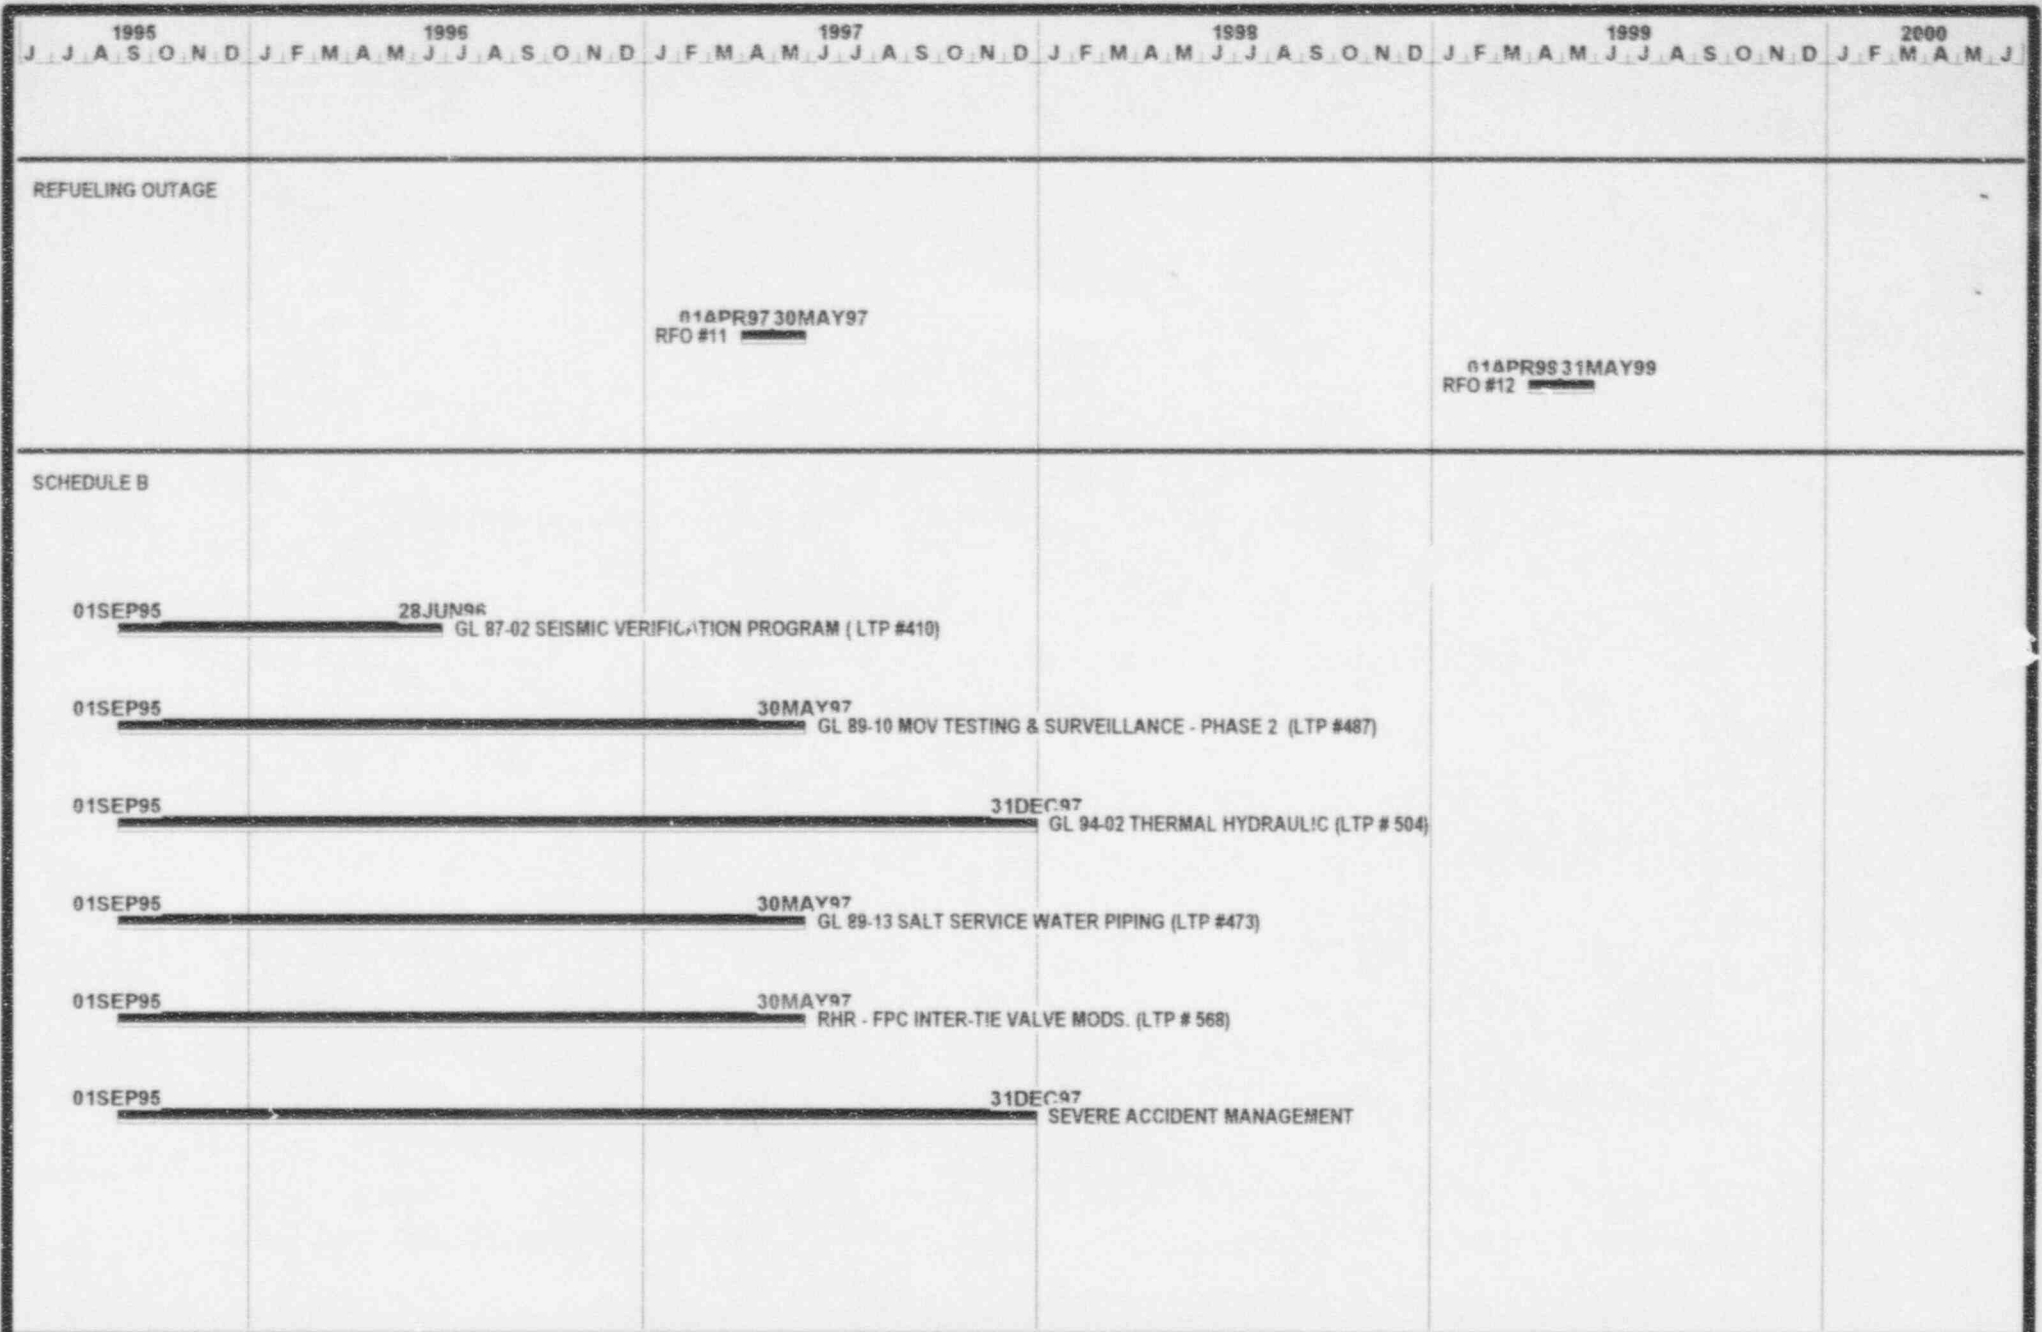 1995 1996 1997 1998 1999 2000
J J A S O N D J F M A M J J A S O N D J F M A M J J A S O N D J F M A M J J A S O N D J F M A M J J A S O N D J F M A M J
REFUELING OUTAGE
01APR97 30MAY97
RFO #11
01APR99 31MAY99
RFO #12
SCHEDULE B
01SEP95 28JUN96
GL 87-02 SEISMIC VERIFICATION PROGRAM ( LTP #410)
01SEP95 30MAY97
GL 89-10 MOV TESTING & SURVEILLANCE - PHASE 2 (LTP #487)
01SEP95 31DEC97
GL 94-02 THERMAL HYDRAULIC (LTP # 504)
01SEP95 30MAY97
GL 89-13 SALT SERVICE WATER PIPING (LTP #473)
01SEP95 30MAY97
RHR - FPC INTER-TIE VALVE MODS. (LTP # 568)
01SEP95 31DEC97
SEVERE ACCIDENT MANAGEMENT